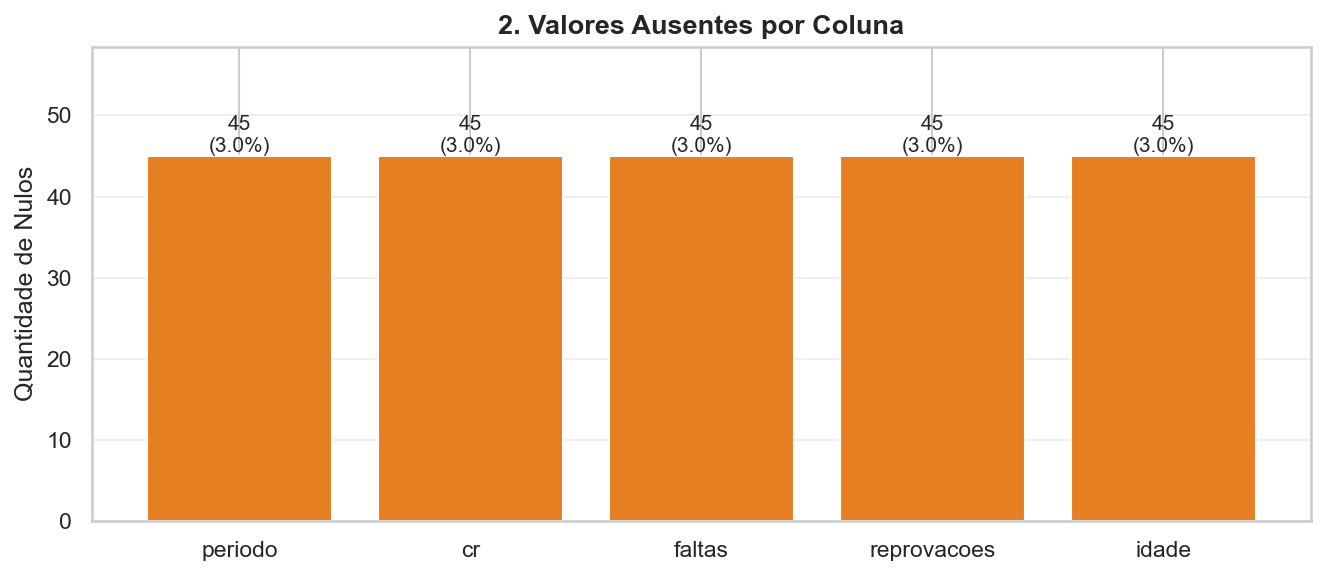 2. Valores Ausentes por Coluna
Quantidade de Nulos
50
40
30
20
10
0
45
(3.0%)
45
(3.0%)
45
(3.0%)
45
(3.0%)
45
(3.0%)
periodo
cr
faltas
reprovacoes
idade